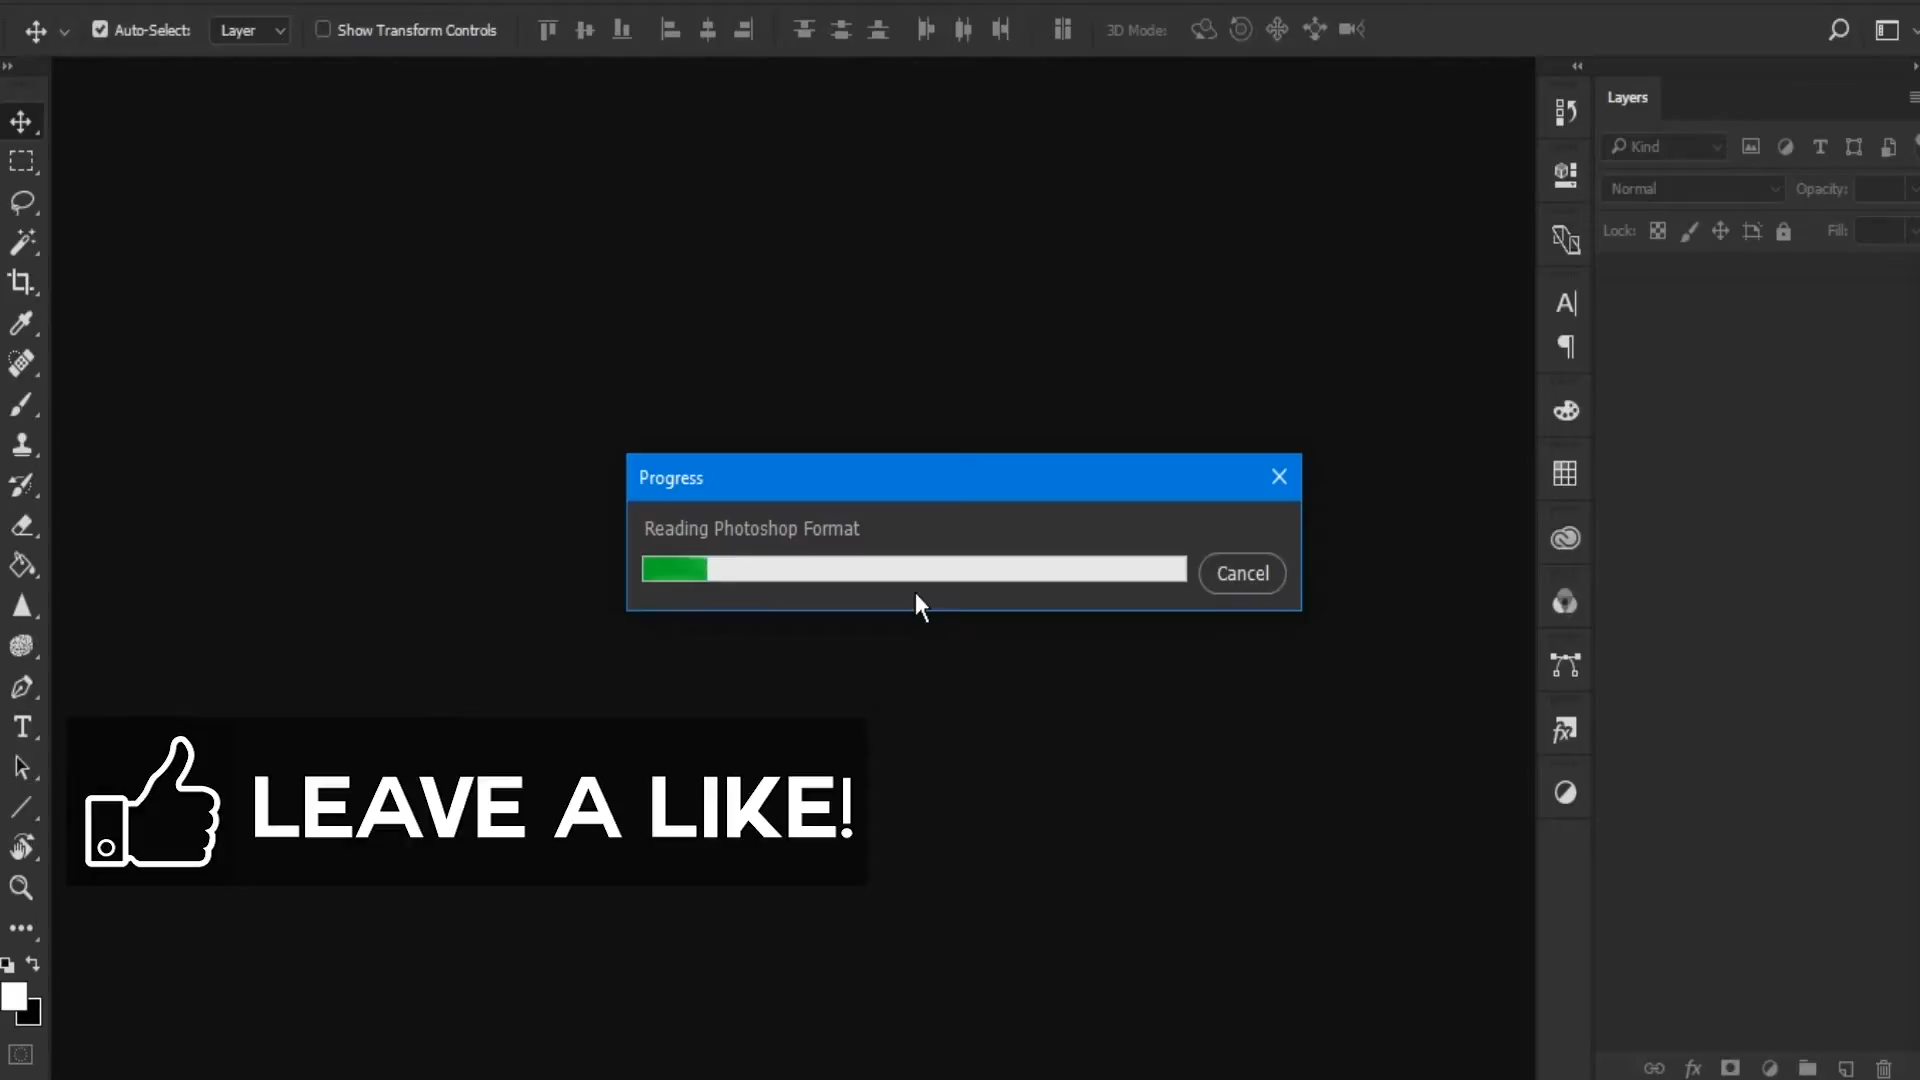 Auto-Select: Layer Show Transform Controls 3D Mode:
Layers
Kind
Normal Opacity:
Lock: Fill:
Progress
Reading Photoshop Format
Cancel
LEAVE A LIKE!